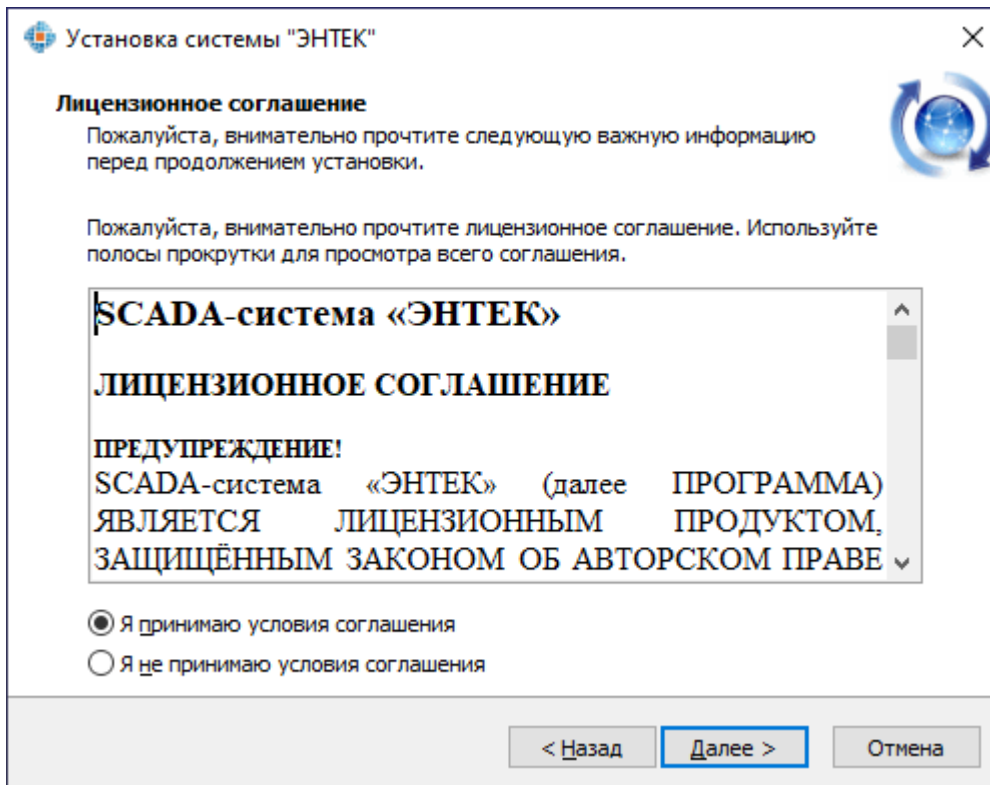 Установка системы "ЭНТЕК"
Лицензионное соглашение
Пожалуйста, внимательно прочтите следующую важную информацию
перед продолжением установки.
Пожалуйста, внимательно прочтите лицензионное соглашение. Используйте
полосы прокрутки для просмотра всего соглашения.
SCADA-система «ЭНТЕК»
ЛИЦЕНЗИОННОЕ СОГЛАШЕНИЕ
ПРЕДУПРЕЖДЕНИЕ!
SCADA-система «ЭНТЕК» (далее ПРОГРАММА)
ЯВЛЯЕТСЯ ЛИЦЕНЗИОННЫМ ПРОДУКТОМ,
ЗАЩИЩЁННЫМ ЗАКОНОМ ОБ АВТОРСКОМ ПРАВЕ
Я принимаю условия соглашения
Я не принимаю условия соглашения
< Назад Далее > Отмена